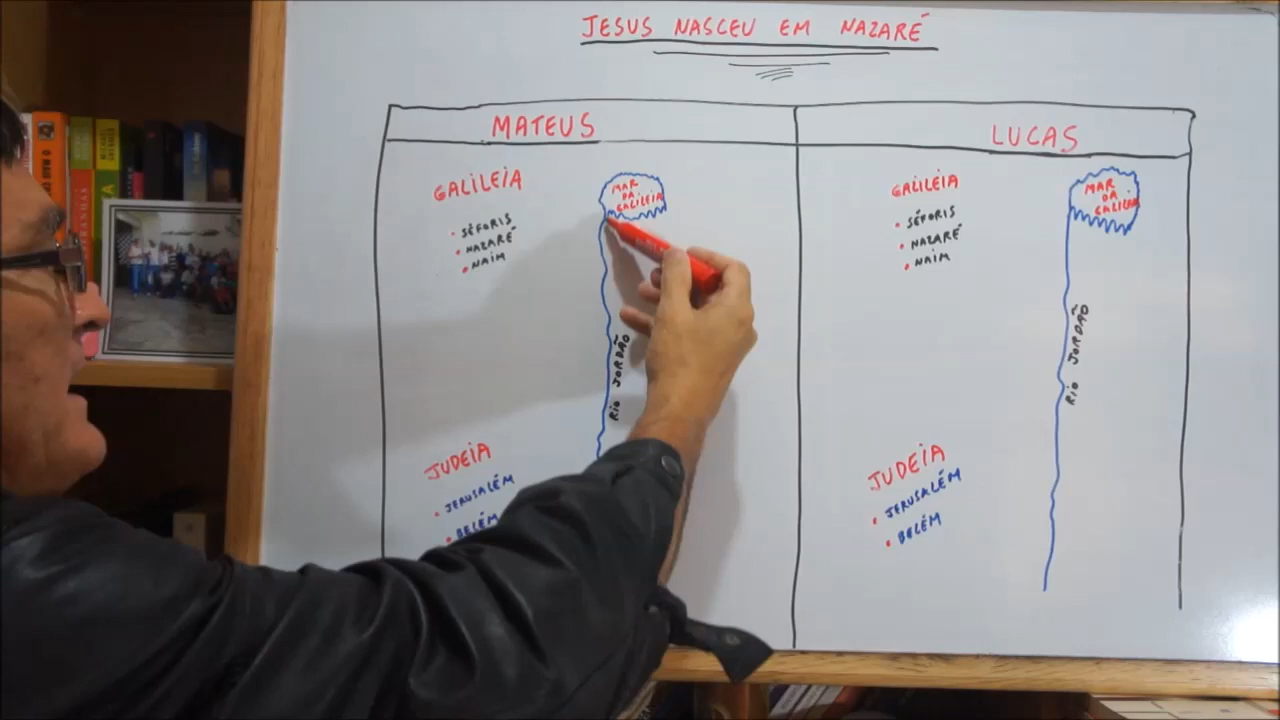 JESUS NASCEU EM NAZARÉ
MATEUS
GALILEIA
• SÉFORIS
• NAZARÉ
• NAIM
MAR
DA
GALILEIA
RIO JORDÃO
JUDEIA
• JERUSALÉM
• BELÉM
LUCAS
GALILEIA
• SÉFORIS
• NAZARÉ
• NAIM
MAR
DA
GALILEIA
RIO JORDÃO
JUDEIA
• JERUSALÉM
• BELÉM